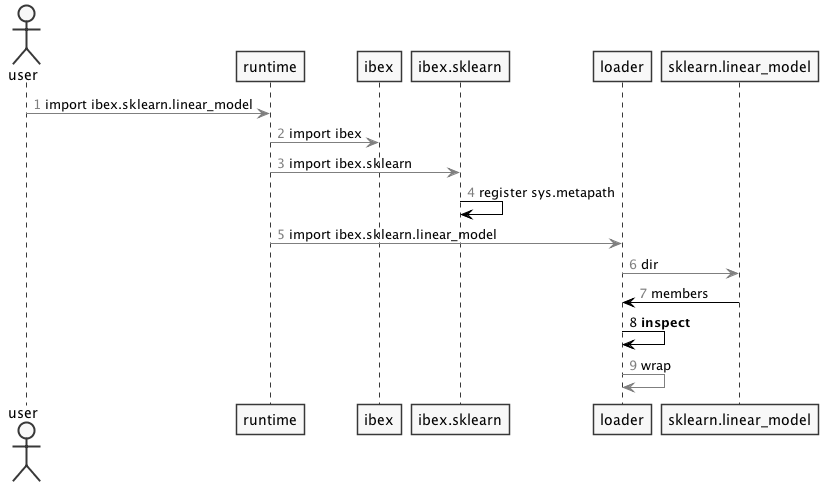 user
runtime
ibex
ibex.sklearn
loader
sklearn.linear_model
1 import ibex.sklearn.linear_model
2 import ibex
3 import ibex.sklearn
4 register sys.metapath
5 import ibex.sklearn.linear_model
6 dir
7 members
8 inspect
9 wrap
user
runtime
ibex
ibex.sklearn
loader
sklearn.linear_model